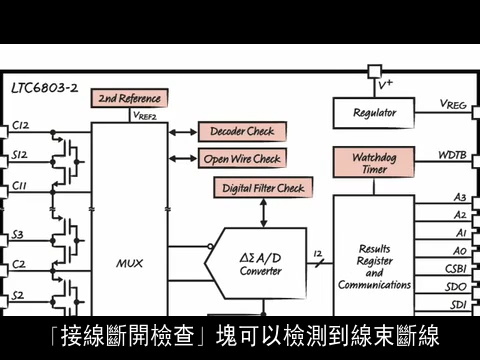 LTC6803-2
2nd Reference
V+
VREF2
Regulator
VREG
C12
Decoder Check
S12
Open Wire Check
Watchdog
Timer
WDTB
C11
Digital Filter Check
A3
A2
S3
ΔΣ A/D
Converter
12
Results
Register
and
Communications
A1
A0
C2
MUX
CSBI
SDO
S2
SDI
「接線斷開檢查」塊可以檢測到線束斷線